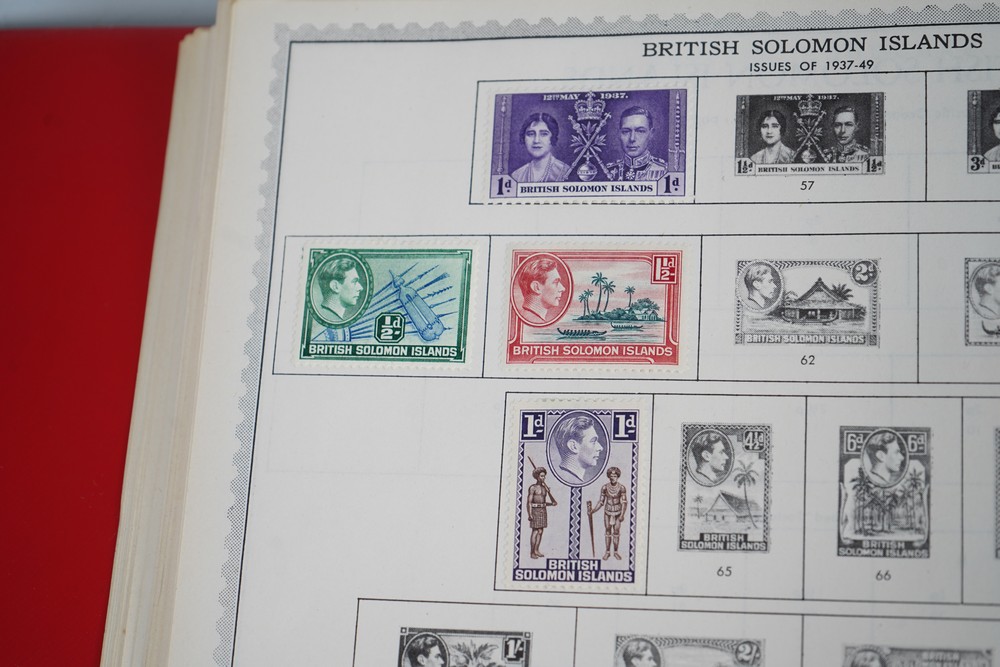 BRITISH SOLOMON ISLANDS
ISSUES OF 1937-49
12TH MAY 1937.
1d. BRITISH SOLOMON ISLANDS 1d.
12TH MAY 1937.
1½d BRITISH SOLOMON ISLANDS 1½d
57
3d
½d
BRITISH SOLOMON ISLANDS
1½d
BRITISH SOLOMON ISLANDS
2d
BRITISH SOLOMON ISLANDS
62
1d 1d
BRITISH
SOLOMON ISLANDS
4½d
BRITISH
SOLOMON ISLANDS
65
6d 6d
BRITISH
SOLOMON ISLANDS
66
1/-
2/-